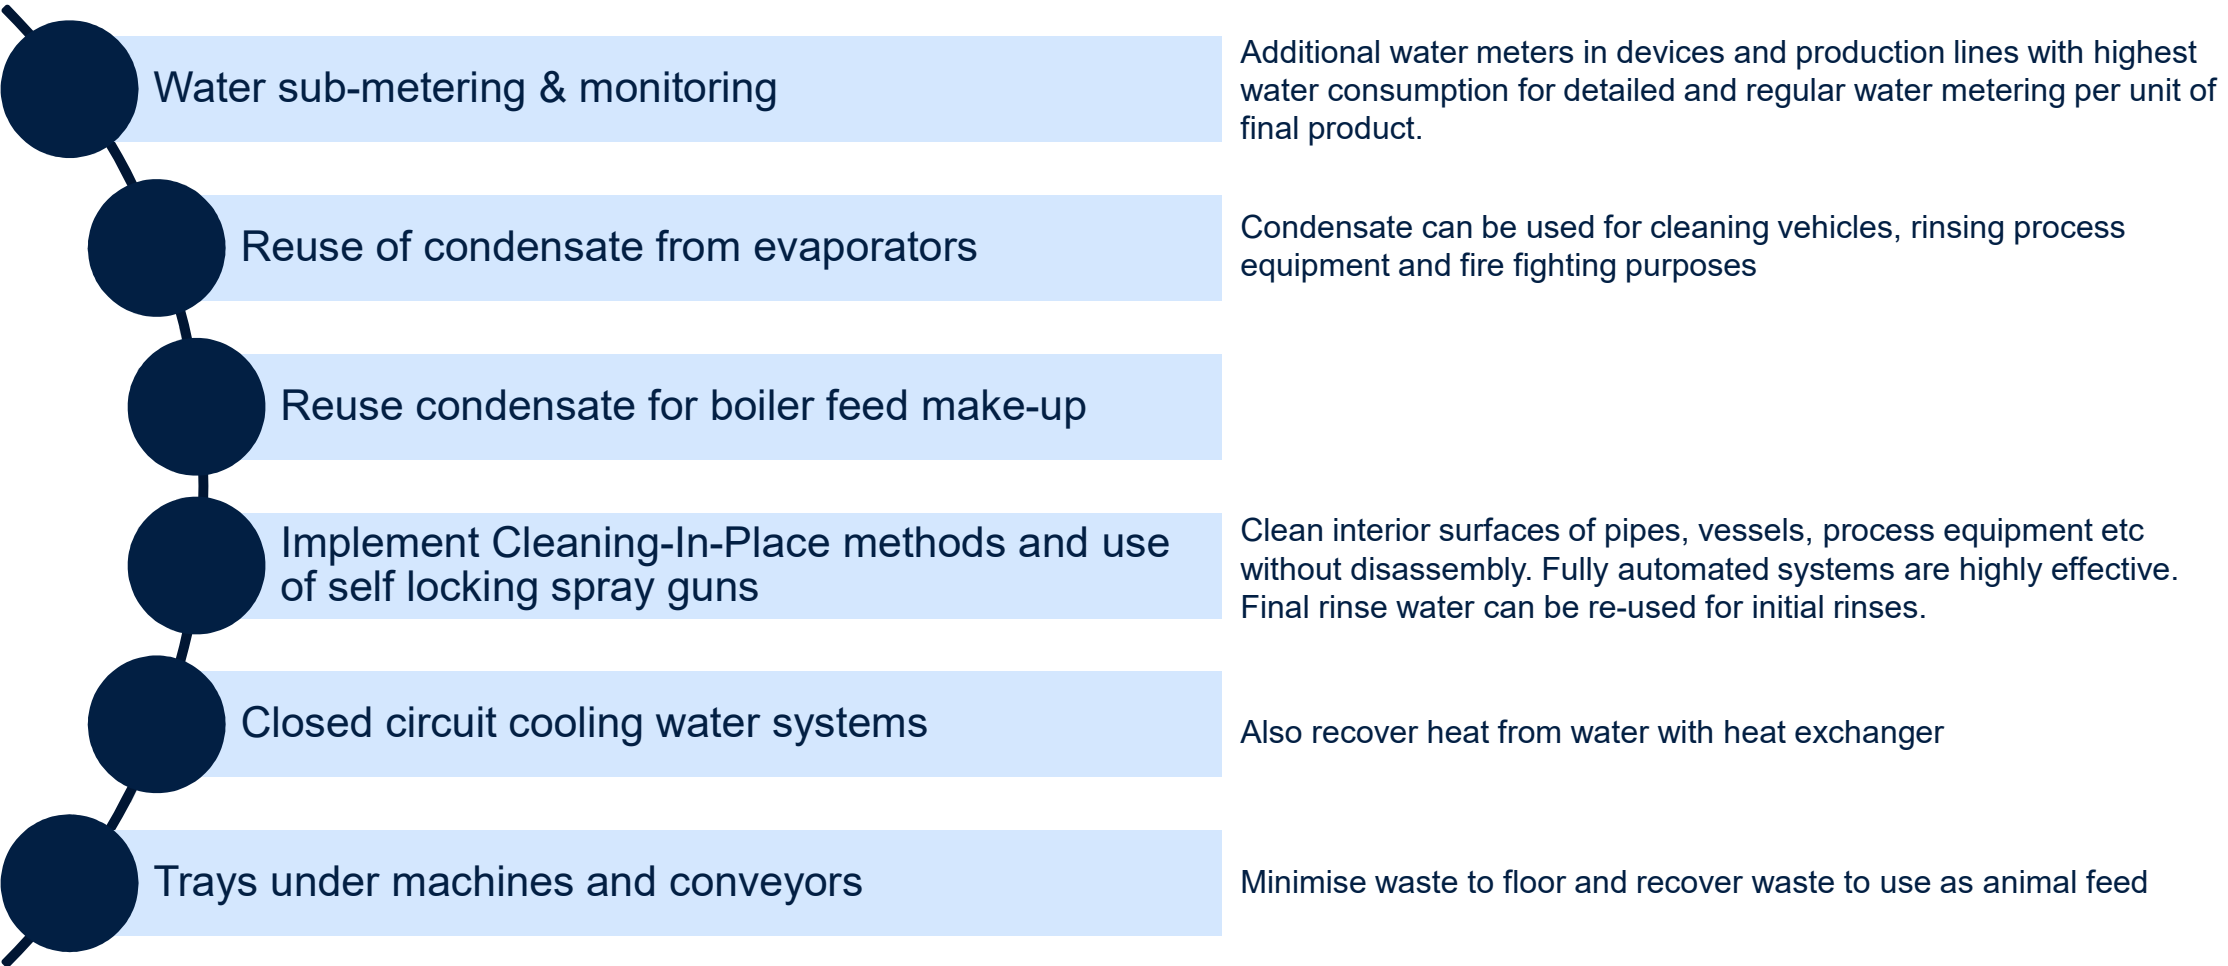 Water sub-metering & monitoring
Additional water meters in devices and production lines with highest
water consumption for detailed and regular water metering per unit of
final product.
Reuse of condensate from evaporators
Condensate can be used for cleaning vehicles, rinsing process
equipment and fire fighting purposes
Reuse condensate for boiler feed make-up
Implement Cleaning-In-Place methods and use
of self locking spray guns
Clean interior surfaces of pipes, vessels, process equipment etc
without disassembly. Fully automated systems are highly effective.
Final rinse water can be re-used for initial rinses.
Closed circuit cooling water systems
Also recover heat from water with heat exchanger
Trays under machines and conveyors
Minimise waste to floor and recover waste to use as animal feed